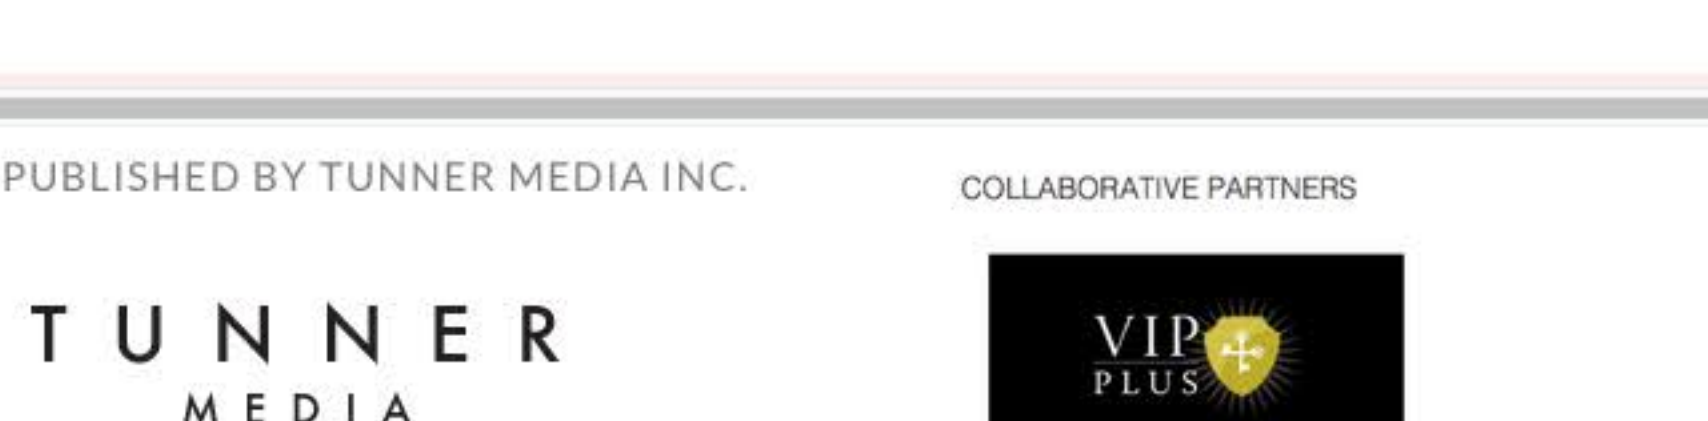 PUBLISHED BY TUNNER MEDIA INC.
COLLABORATIVE PARTNERS
TUNNER
MEDIA
VIP
PLUS